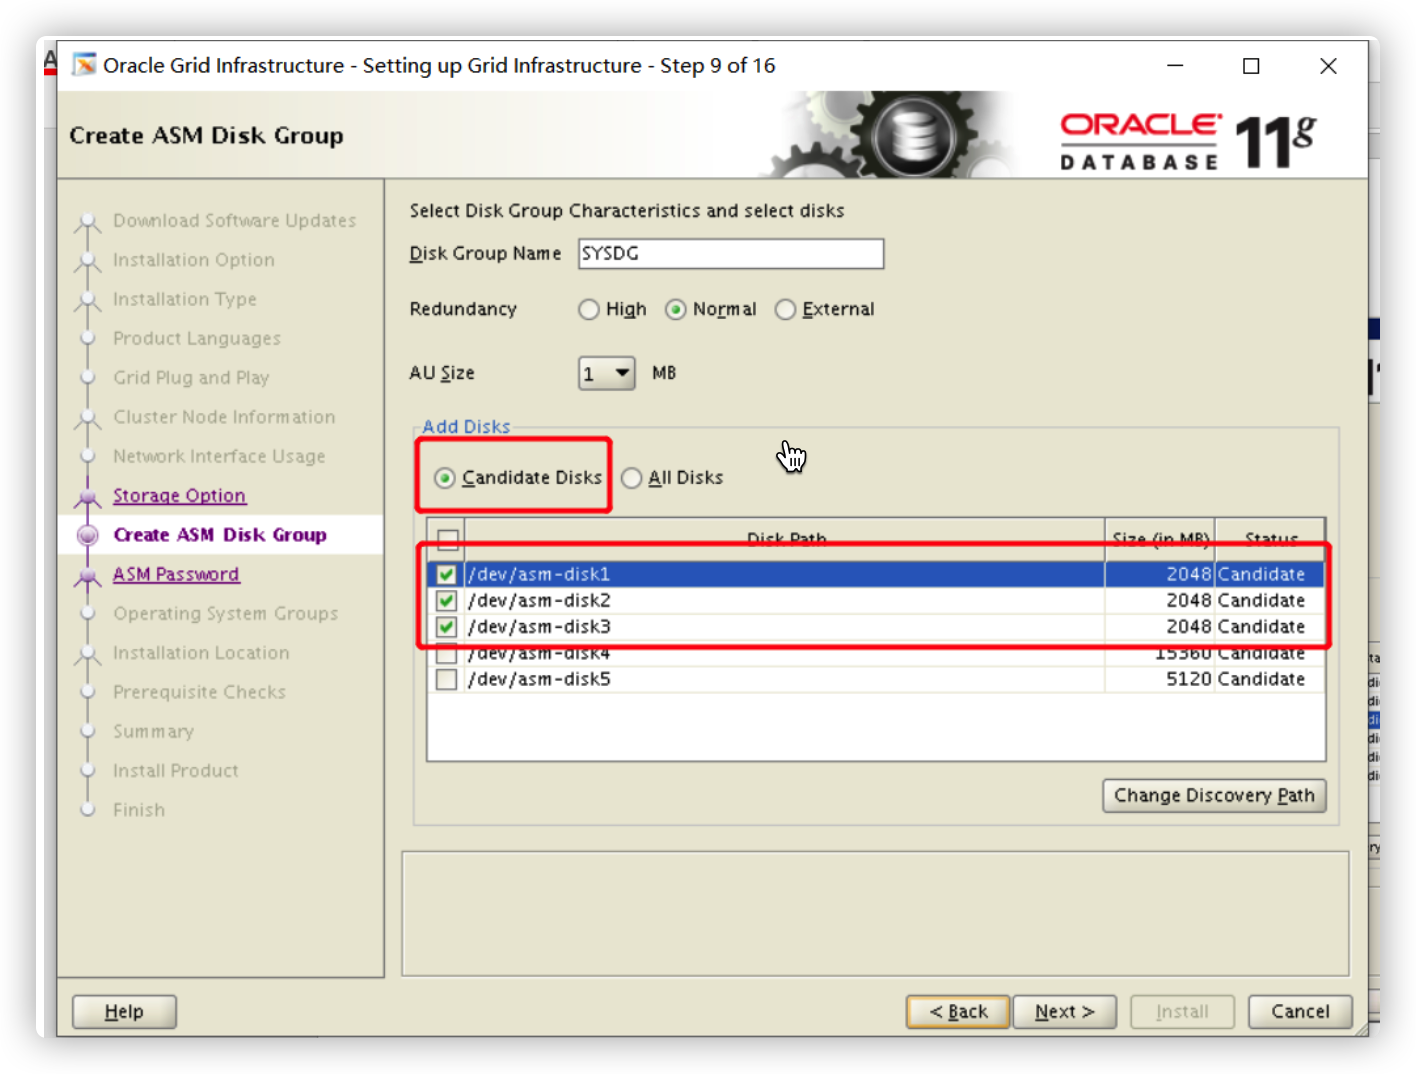 Oracle Grid Infrastructure - Setting up Grid Infrastructure - Step 9 of 16
Create ASM Disk Group
ORACLE
DATABASE
11g
Download Software Updates
Installation Option
Installation Type
Product Languages
Grid Plug and Play
Cluster Node Information
Network Interface Usage
Storage Option
Create ASM Disk Group
ASM Password
Operating System Groups
Installation Location
Prerequisite Checks
Summary
Install Product
Finish
Select Disk Group Characteristics and select disks
Disk Group Name SYSDG
Redundancy High Normal External
AU Size 1 MB
Add Disks
Candidate Disks All Disks
Disk Path Size (in MB) Status
/dev/asm-disk1 2048 Candidate
/dev/asm-disk2 2048 Candidate
/dev/asm-disk3 2048 Candidate
/dev/asm-disk4 15360 Candidate
/dev/asm-disk5 5120 Candidate
Change Discovery Path
Help < Back Next > Install Cancel